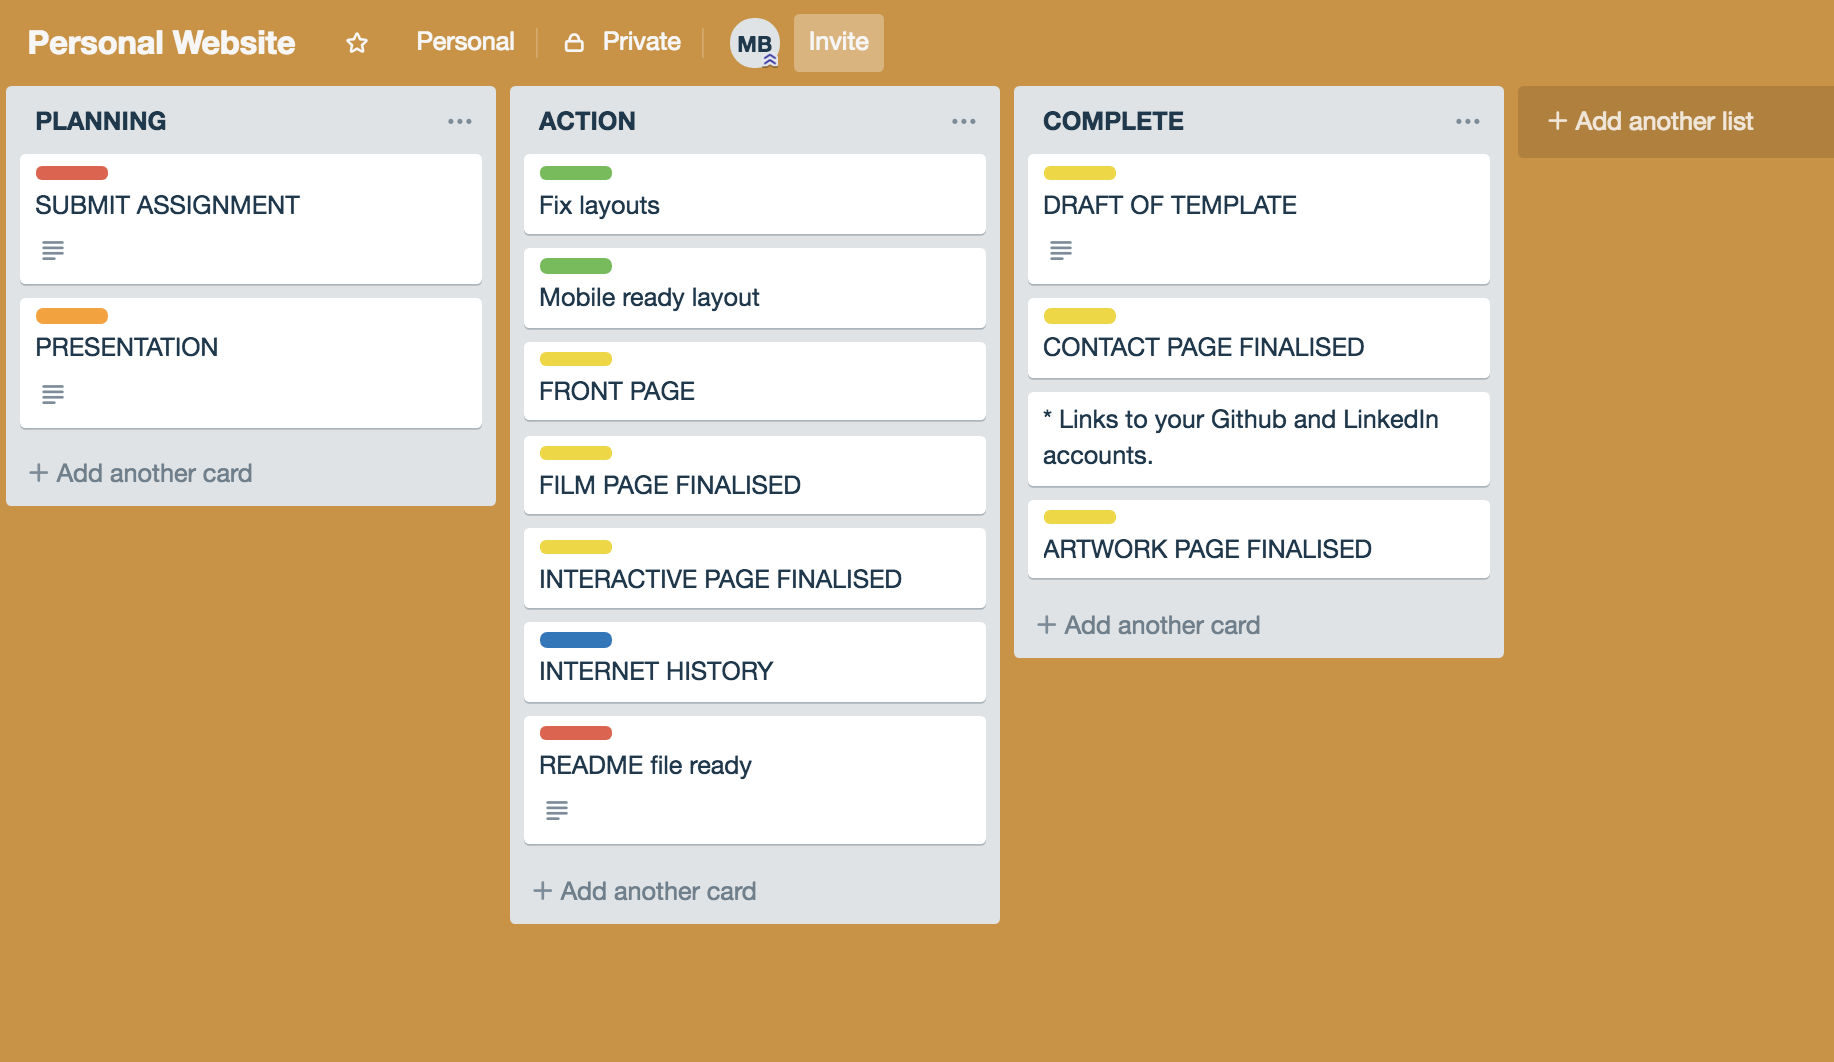 Personal Website
Personal
Private
MB
Invite
PLANNING
SUBMIT ASSIGNMENT
PRESENTATION
+ Add another card
ACTION
Fix layouts
Mobile ready layout
FRONT PAGE
FILM PAGE FINALISED
INTERACTIVE PAGE FINALISED
INTERNET HISTORY
README file ready
+ Add another card
COMPLETE
DRAFT OF TEMPLATE
CONTACT PAGE FINALISED
* Links to your Github and LinkedIn
accounts.
ARTWORK PAGE FINALISED
+ Add another card
+ Add another list